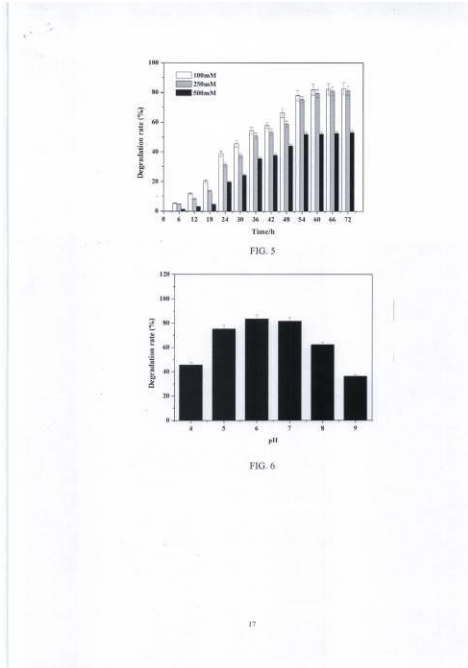 100
80
60
40
20
0
Degradation rate (%)
100mM
250mM
500mM
0 6 12 18 24 30 36 42 48 54 60 66 72
Time/h
FIG. 5
120
100
80
60
40
20
0
Degradation rate (%)
4 5 6 7 8 9
pH
FIG. 6
17